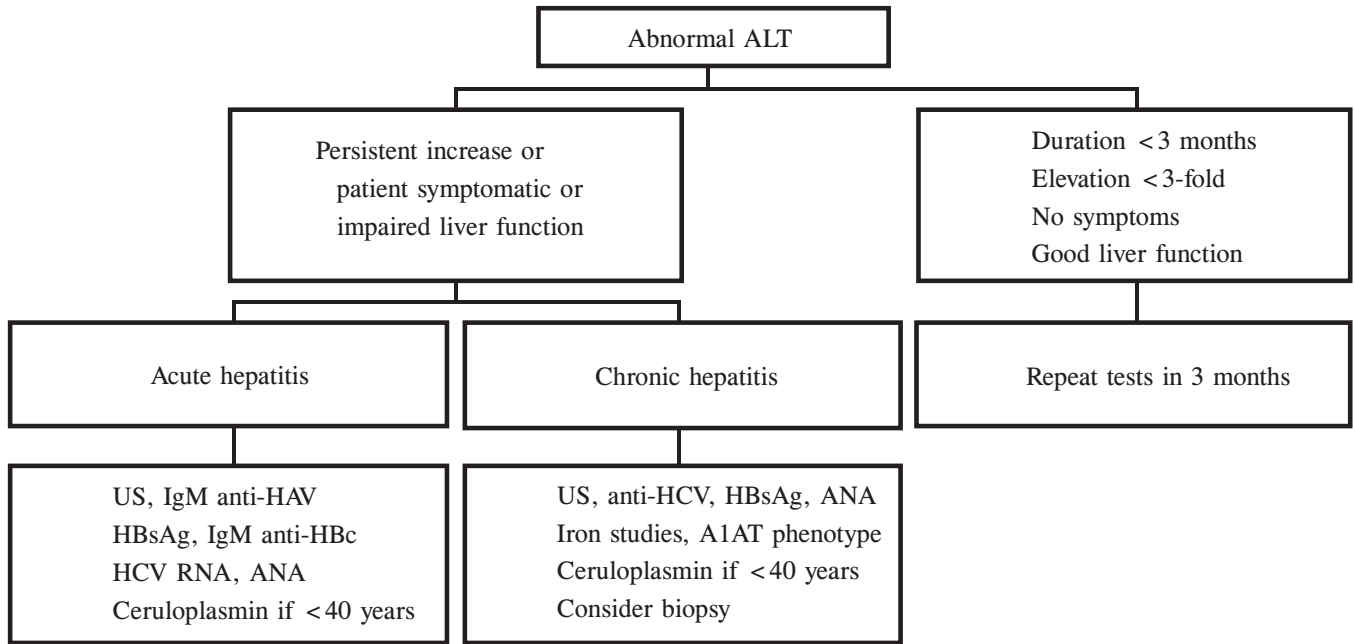 Abnormal ALT
Persistent increase or
patient symptomatic or
impaired liver function
Duration <3 months
Elevation <3-fold
No symptoms
Good liver function
Acute hepatitis
Chronic hepatitis
Repeat tests in 3 months
US, IgM anti-HAV
HBsAg, IgM anti-HBc
HCV RNA, ANA
Ceruloplasmin if <40 years
US, anti-HCV, HBsAg, ANA
Iron studies, A1AT phenotype
Ceruloplasmin if <40 years
Consider biopsy